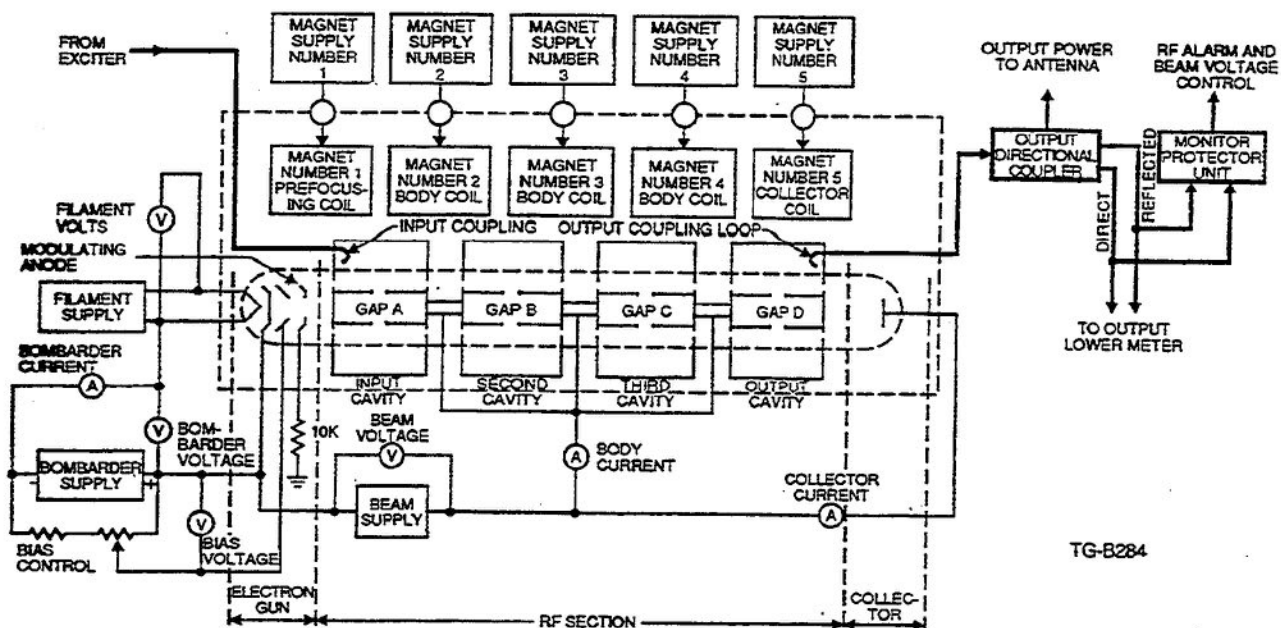 FROM
EXCITER
MAGNET
SUPPLY
NUMBER
1
MAGNET
SUPPLY
NUMBER
2
MAGNET
SUPPLY
NUMBER
3
MAGNET
SUPPLY
NUMBER
4
MAGNET
SUPPLY
NUMBER
5
OUTPUT POWER
TO ANTENNA
RF ALARM AND
BEAM VOLTAGE
CONTROL
MAGNET
NUMBER 1
PREFOCUS-
ING COIL
MAGNET
NUMBER 2
BODY COIL
MAGNET
NUMBER 3
BODY COIL
MAGNET
NUMBER 4
BODY COIL
MAGNET
NUMBER 5
COLLECTOR
COIL
OUTPUT
DIRECTIONAL
COUPLER
REFLECTED
DIRECT
MONITOR
PROTECTOR
UNIT
FILAMENT
VOLTS
V
INPUT COUPLING
OUTPUT COUPLING LOOP
MODULATING
ANODE
FILAMENT
SUPPLY
GAP A
GAP B
GAP C
GAP D
TO OUTPUT
LOWER METER
BOMBARDER
CURRENT
A
INPUT
CAVITY
SECOND
CAVITY
THIRD
CAVITY
OUTPUT
CAVITY
V
BOM-
BARDER
VOLTAGE
10K
BEAM
VOLTAGE
V
A
BODY
CURRENT
BOMBARDER
SUPPLY
- +
BEAM
SUPPLY
COLLECTOR
CURRENT
A
V
BIAS
CONTROL
BIAS
VOLTAGE
TG-B284
ELECTRON
GUN
RF SECTION
COLLEC-
TOR